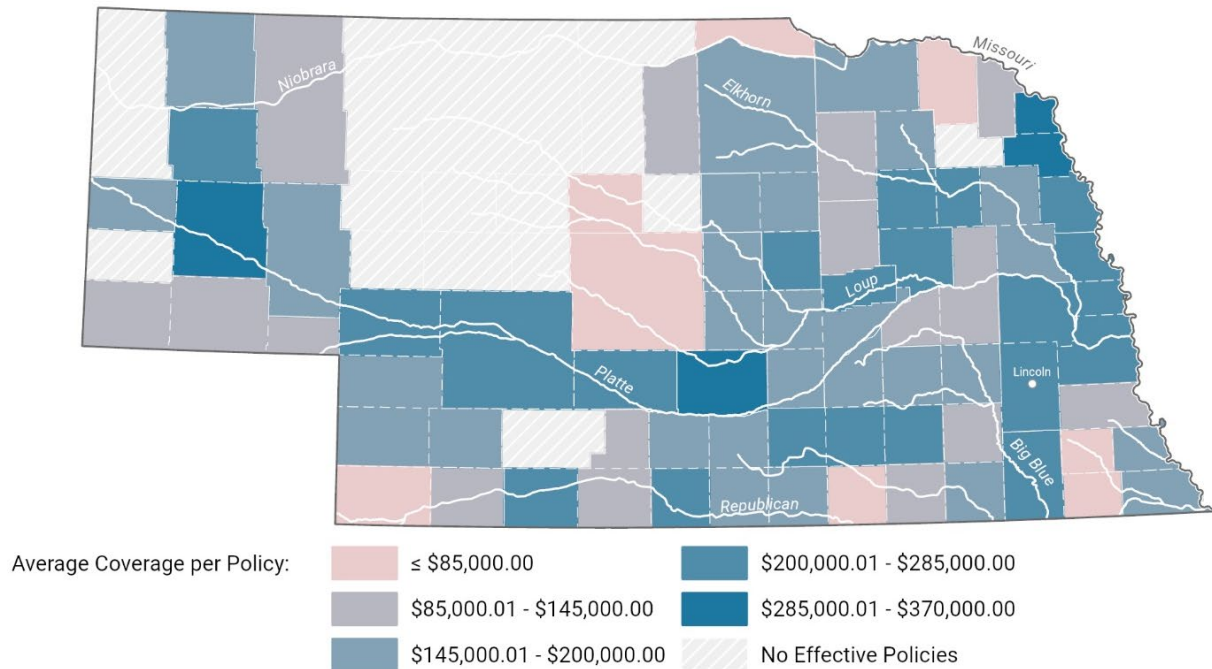 Missouri
Niobrara
Elkhorn
Loup
Platte
Lincoln
Big Blue
Republican
Average Coverage per Policy:
≤ $85,000.00
$85,000.01 - $145,000.00
$145,000.01 - $200,000.00
$200,000.01 - $285,000.00
$285,000.01 - $370,000.00
No Effective Policies